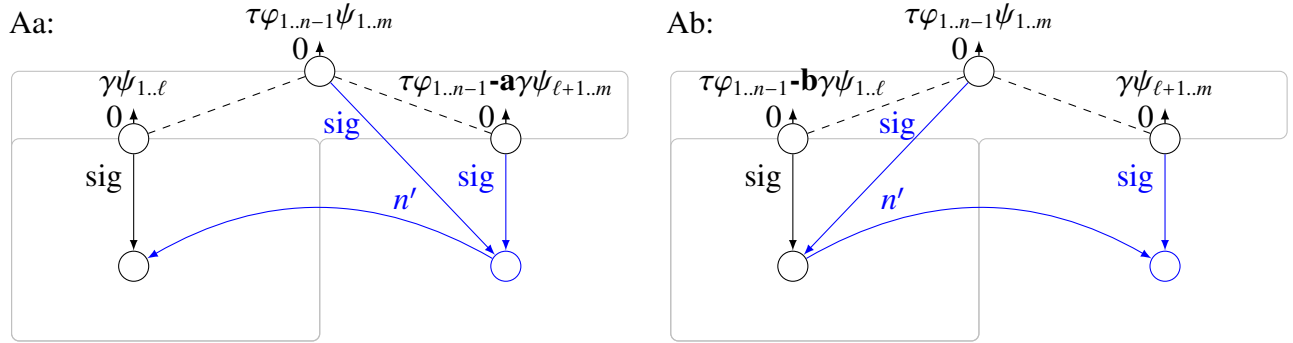 Aa: τφ₁..ₙ₋₁ψ₁..ₘ
0
γψ₁..ℓ τφ₁..ₙ₋₁-aγψℓ₊₁..ₘ
0 0
sig sig sig
n′
Ab: τφ₁..ₙ₋₁ψ₁..ₘ
0
τφ₁..ₙ₋₁-bγψ₁..ℓ γψℓ₊₁..ₘ
0 0
sig sig sig
n′